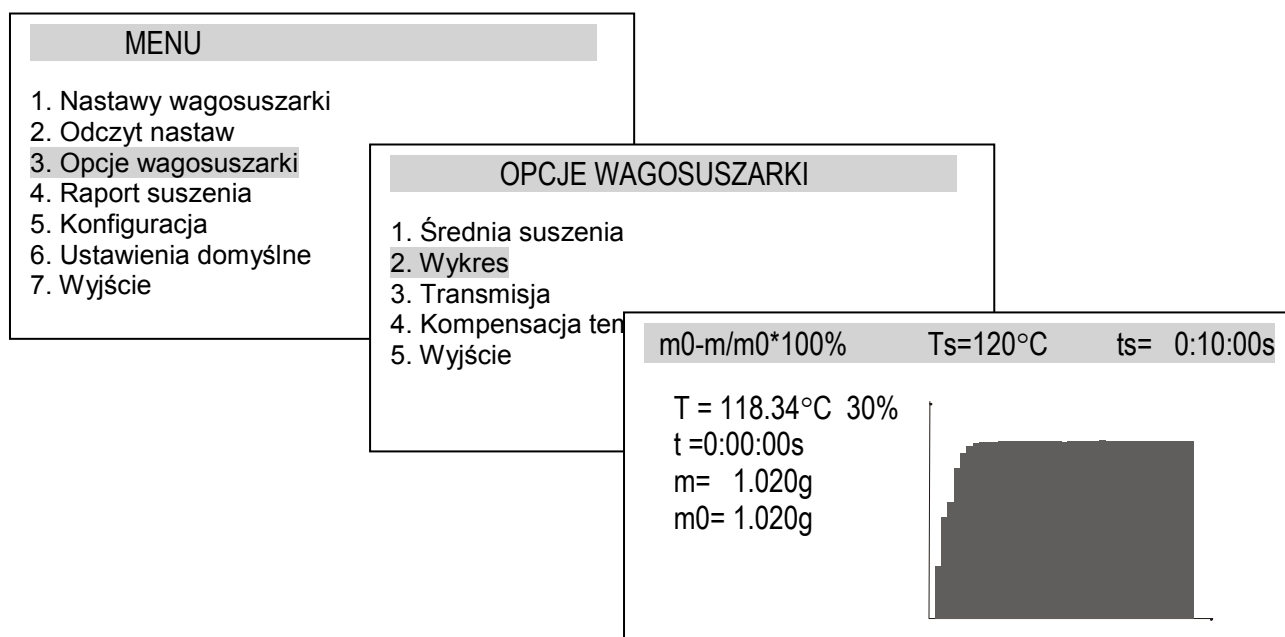 MENU
1. Nastawy wagosuszarki
2. Odczyt nastaw
3. Opcje wagosuszarki
4. Raport suszenia
5. Konfiguracja
6. Ustawienia domyślne
7. Wyjście
OPCJE WAGOSUSZARKI
1. Średnia suszenia
2. Wykres
3. Transmisja
4. Kompensacja
5. Wyjście
m0-m/m0*100% Ts=120°C ts= 0:10:00s
T = 118.34°C 30%
t =0:00:00s
m= 1.020g
m0= 1.020g